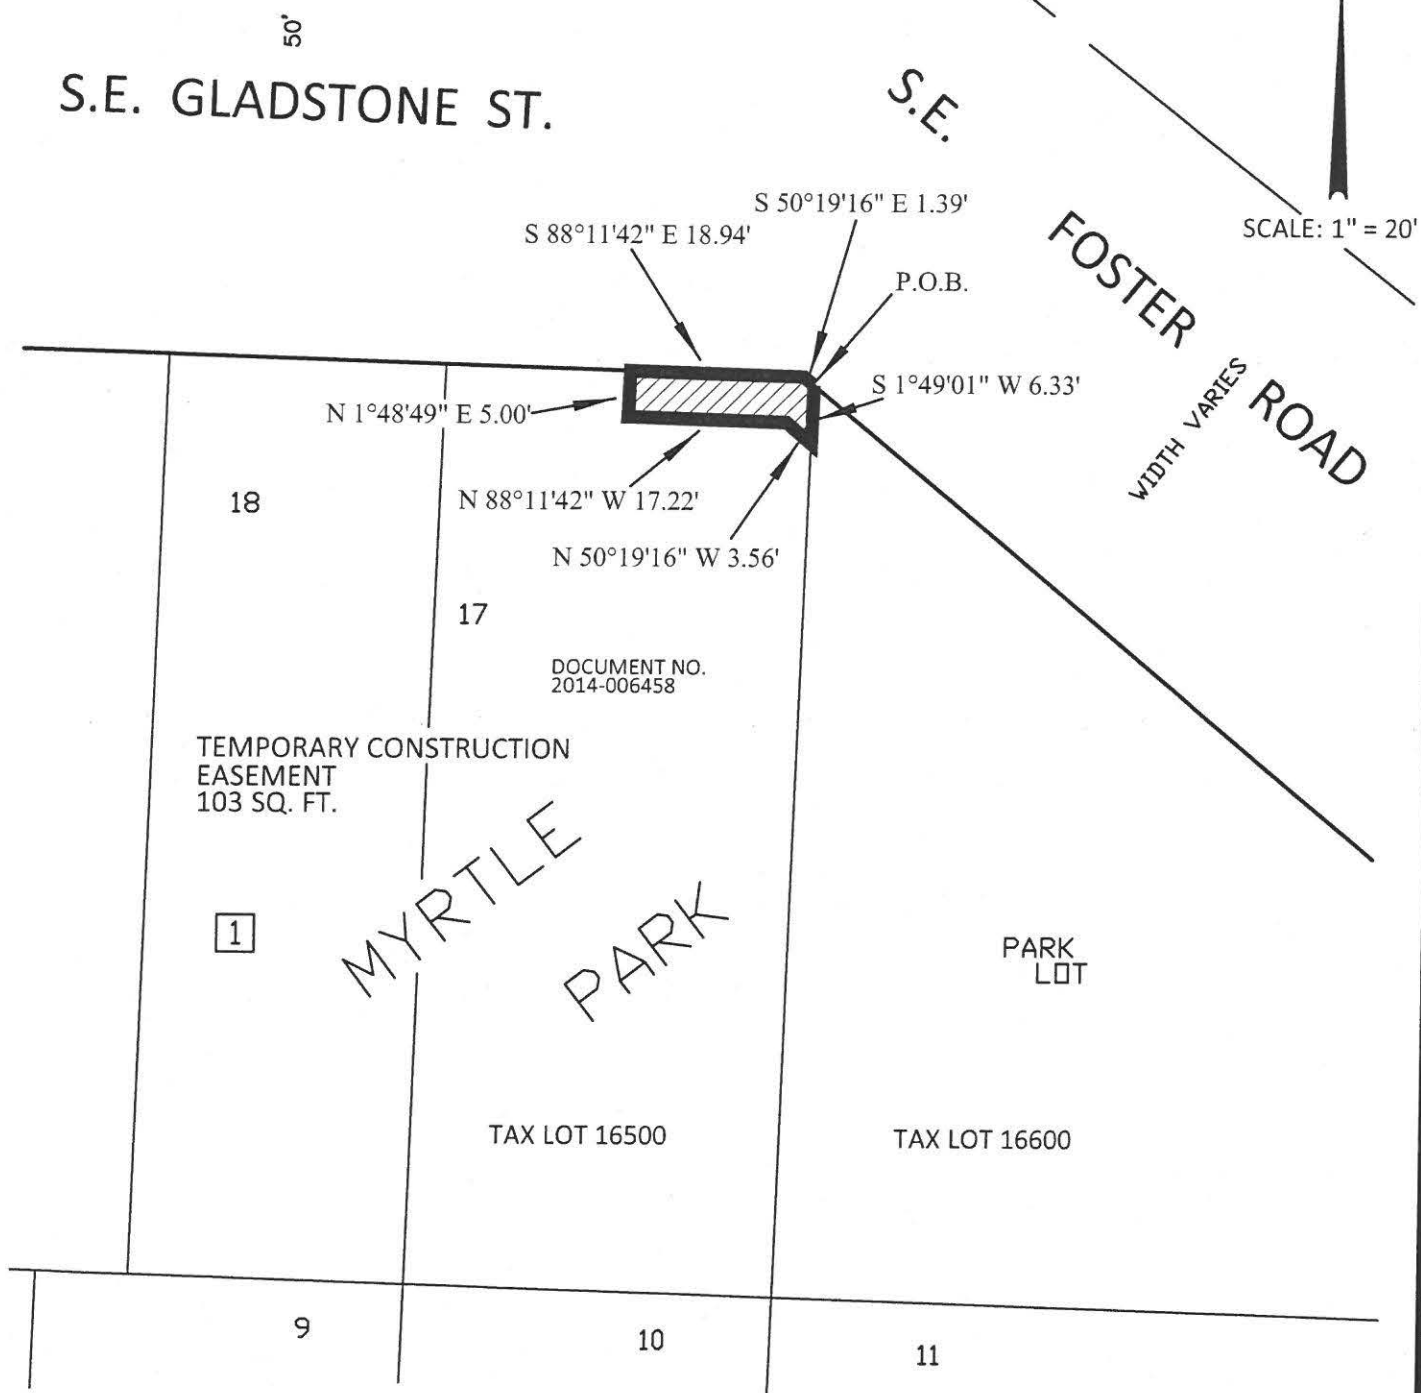 50'
S.E. GLADSTONE ST.
S.E.
FOSTER
ROAD
WIDTH VARIES
SCALE: 1" = 20'
S 50°19'16" E 1.39'
S 88°11'42" E 18.94'
P.O.B.
S 1°49'01" W 6.33'
N 1°48'49" E 5.00'
N 88°11'42" W 17.22'
N 50°19'16" W 3.56'
18
17
DOCUMENT NO.
2014-006458
TEMPORARY CONSTRUCTION
EASEMENT
103 SQ. FT.
MYRTLE
PARK
1
PARK
LOT
TAX LOT 16500
TAX LOT 16600
9
10
11